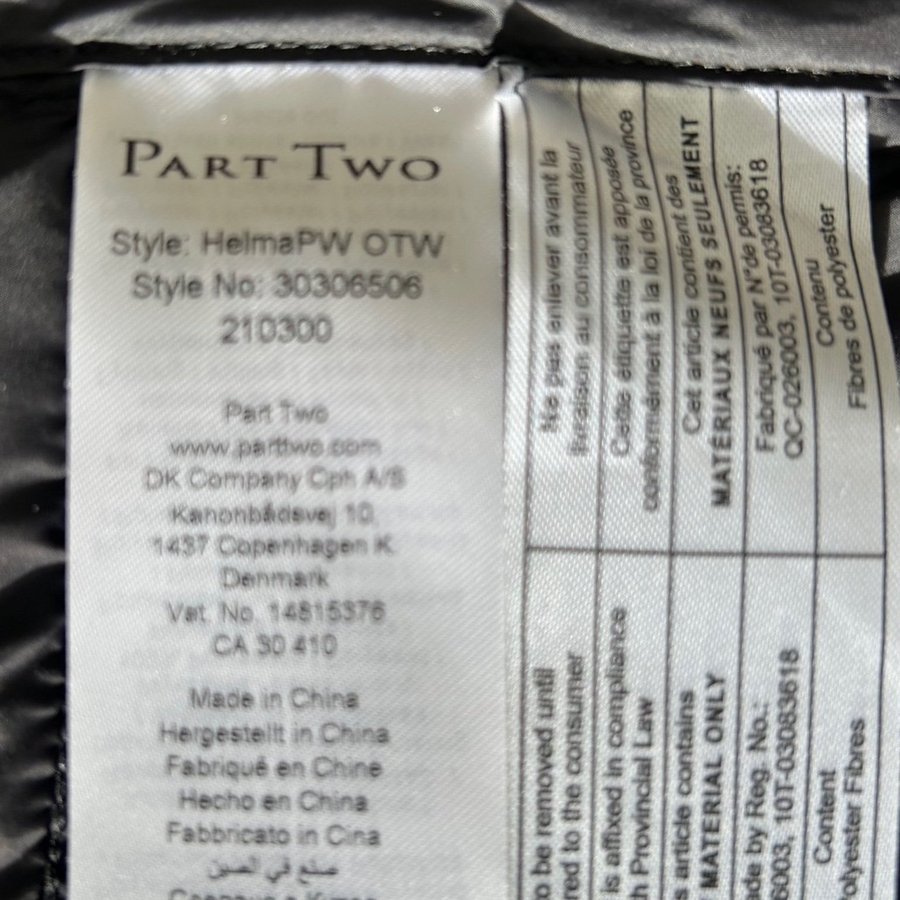 PART TWO
Style: HelmaPW OTW
Style No: 30306506
210300
Part Two
www.parttwo.com
DK Company Cph A/S
Kanonbådsvej 10,
1437 Copenhagen K
Denmark
Vat. No. 14815376
CA 30 410
Made in China
Hergestellt in China
Fabriqué en Chine
Hecho en China
Fabbricato in Cina
صنع في الصين
Ne pas enlever avant la
livraison au consommateur
Cette étiquette est apposée
conformément à la loi de la province
Cet article contient des
MATÉRIAUX NEUFS SEULEMENT
Fabriqué par N°de permis:
QC-026003, 10T-03083618
Contenu
Fibres de polyester
to be removed until
red to the consumer
is affixed in compliance
h Provincial Law
s article contains
MATERIAL ONLY
de by Reg. No.:
6003, 10T-03083618
Content
olyester Fibres